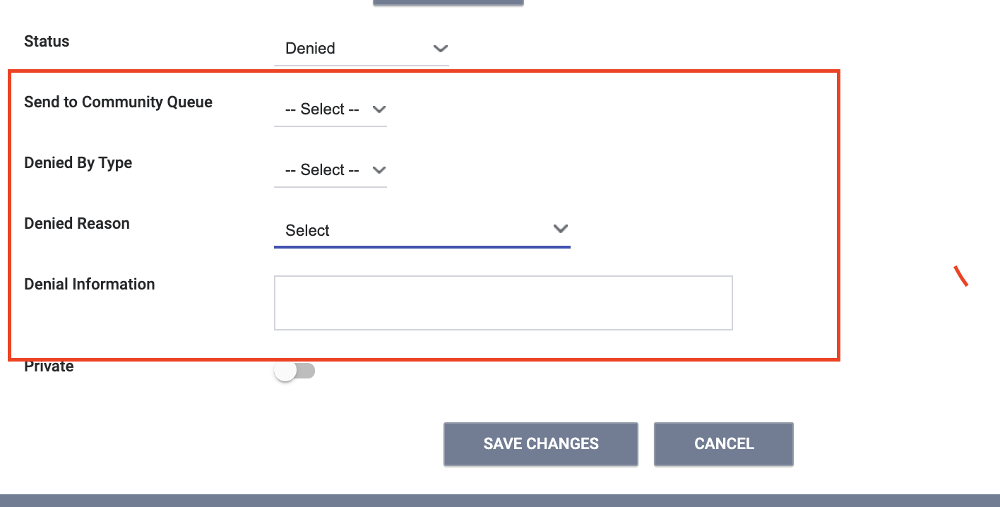 Status
Denied
Send to Community Queue
-- Select --
Denied By Type
-- Select --
Denied Reason
Select
Denial Information
Private
SAVE CHANGES
CANCEL